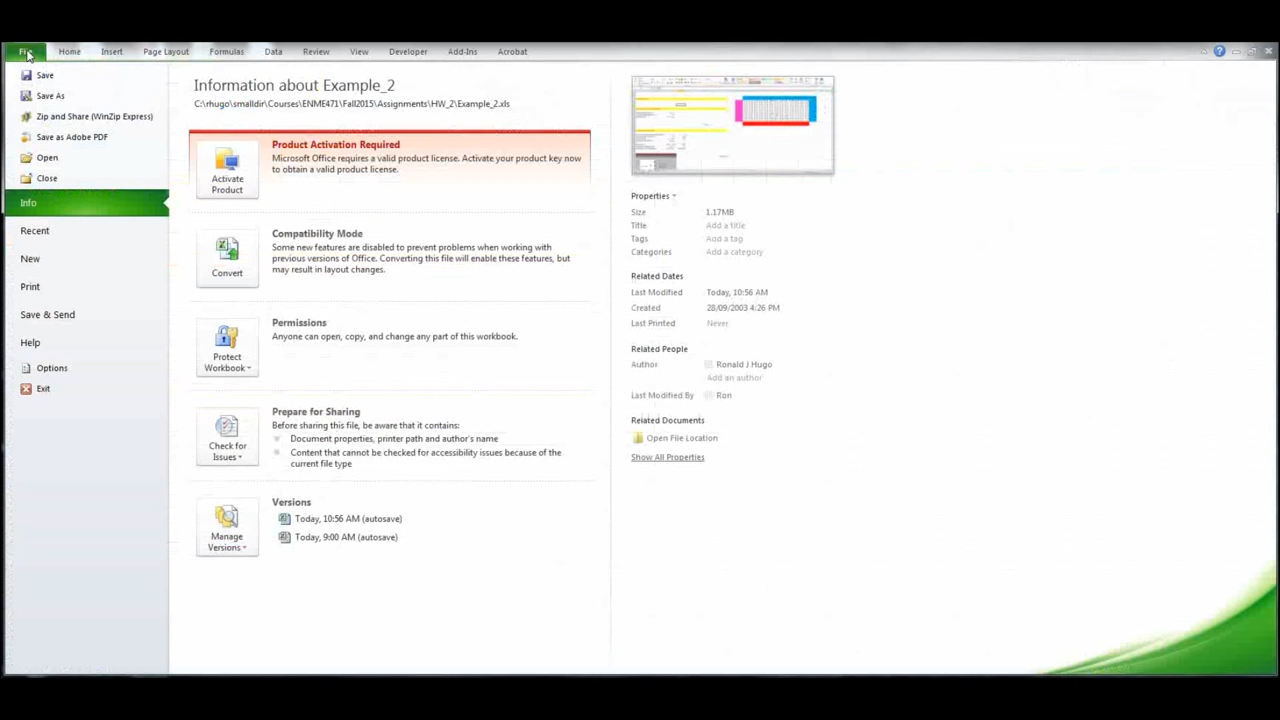 File Home Insert Page Layout Formulas Data Review View Developer Add-Ins Acrobat
Save
Save As
Zip and Share (WinZip Express)
Save as Adobe PDF
Open
Close
Info
Recent
New
Print
Save & Send
Help
Options
Exit
Information about Example_2
C:\rhugo\smalldir\Courses\ENME471\Fall2015\Assignments\HW_2\Example_2.xls
Activate
Product
Product Activation Required
Microsoft Office requires a valid product license. Activate your product key now
to obtain a valid product license.
Convert
Compatibility Mode
Some new features are disabled to prevent problems when working with
previous versions of Office. Converting this file will enable these features, but
may result in layout changes.
Protect
Workbook
Permissions
Anyone can open, copy, and change any part of this workbook.
Check for
Issues
Prepare for Sharing
Before sharing this file, be aware that it contains:
Document properties, printer path and author's name
Content that cannot be checked for accessibility issues because of the
current file type
Manage
Versions
Versions
Today, 10:56 AM (autosave)
Today, 9:00 AM (autosave)
Properties
Size 1.17MB
Title Add a title
Tags Add a tag
Categories Add a category
Related Dates
Last Modified Today, 10:56 AM
Created 28/09/2003 4:26 PM
Last Printed Never
Related People
Author Ronald J Hugo
Add an author
Last Modified By Ron
Related Documents
Open File Location
Show All Properties